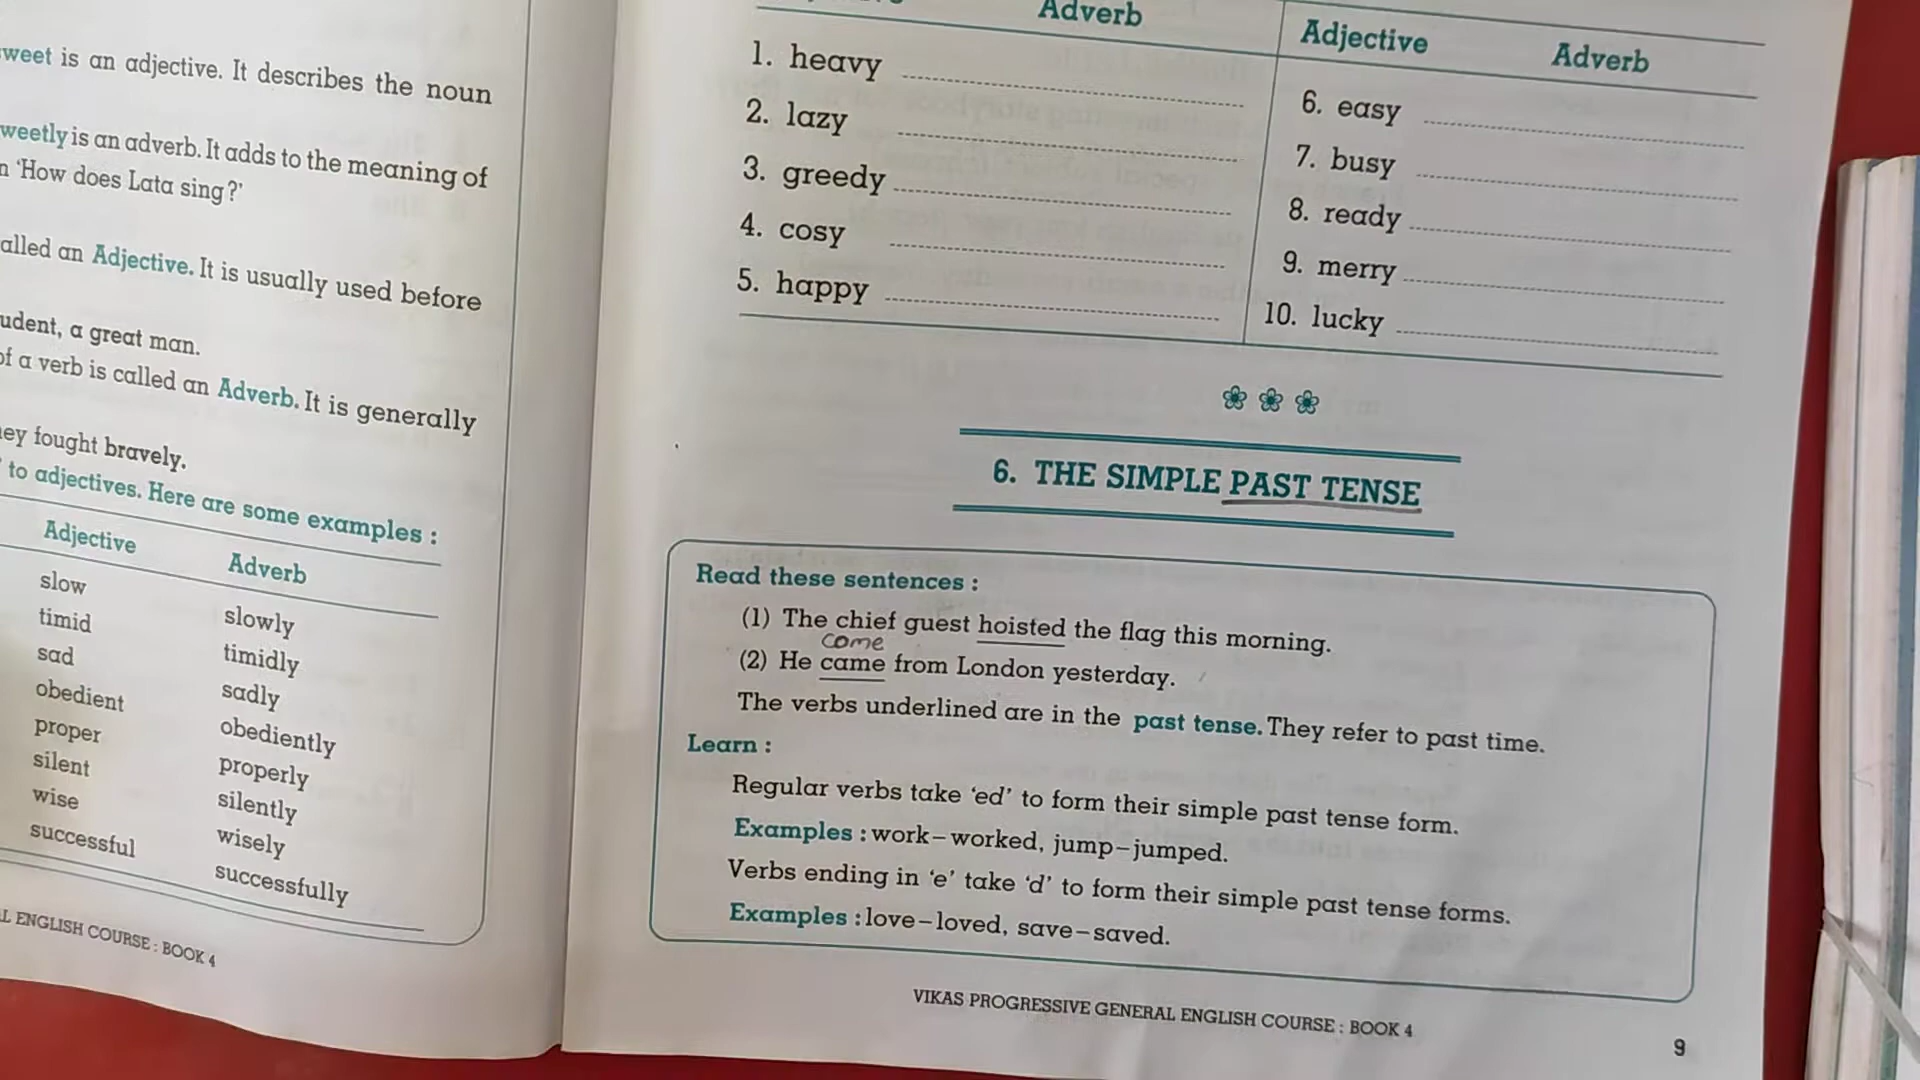 weet is an adjective. It describes the noun
weetly is an adverb. It adds to the meaning of
n 'How does Lata sing?'
alled an Adjective. It is usually used before
udent, a great man.
of a verb is called an Adverb. It is generally
ey fought bravely.
' to adjectives. Here are some examples :
Adjective Adverb
slow slowly
timid timidly
sad sadly
obedient obediently
proper properly
silent silently
wise wisely
successful successfully
L ENGLISH COURSE : BOOK 4
Adverb
1. heavy
2. lazy
3. greedy
4. cosy
5. happy
Adjective Adverb
6. easy
7. busy
8. ready
9. merry
10. lucky
6. THE SIMPLE PAST TENSE
Read these sentences :
(1) The chief guest hoisted the flag this morning.
come
(2) He came from London yesterday.
The verbs underlined are in the past tense. They refer to past time.
Learn :
Regular verbs take 'ed' to form their simple past tense form.
Examples : work–worked, jump–jumped.
Verbs ending in 'e' take 'd' to form their simple past tense forms.
Examples : love–loved, save–saved.
VIKAS PROGRESSIVE GENERAL ENGLISH COURSE : BOOK 4
9